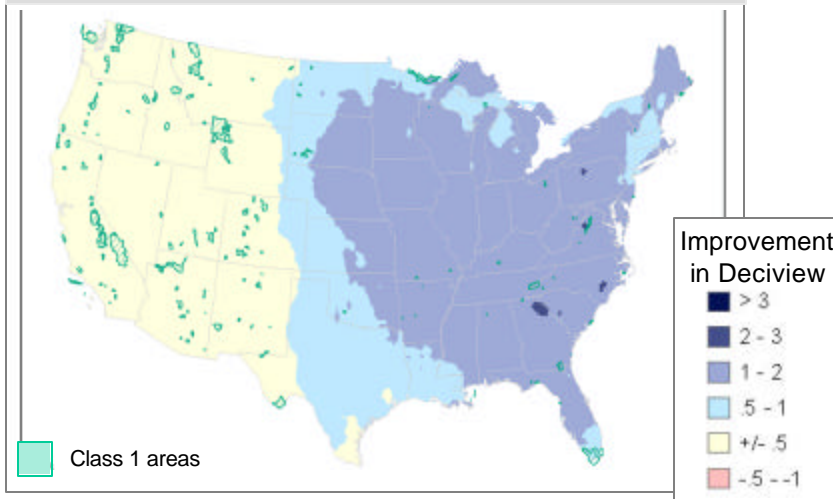 Improvement
in Deciview
> 3
2 - 3
1 - 2
.5 - 1
+/- .5
-.5 - -1
Class 1 areas